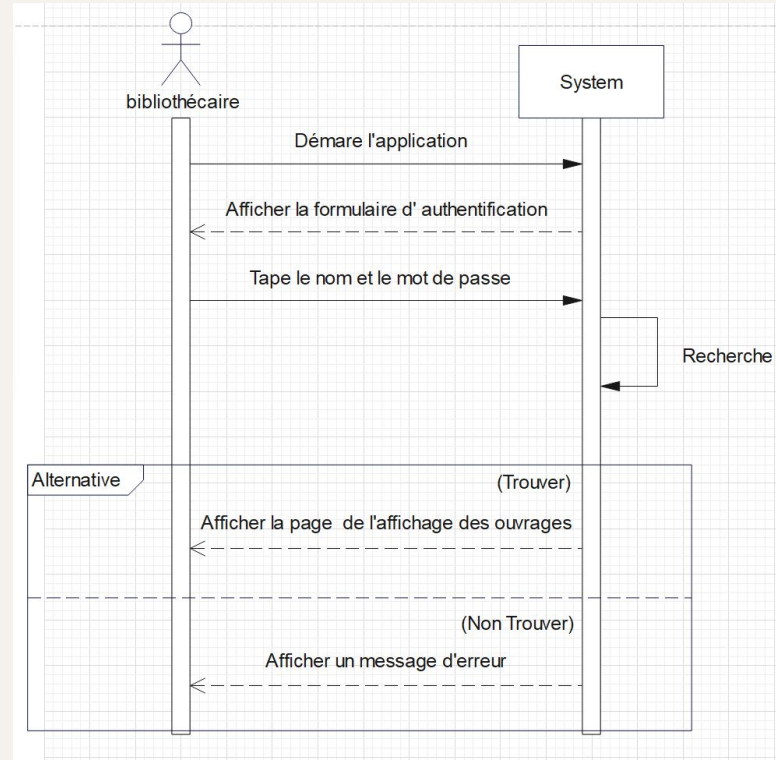 bibliothécaire
System
Démare l'application
Afficher la formulaire d' authentification
Tape le nom et le mot de passe
Recherche
Alternative
(Trouver)
Afficher la page de l'affichage des ouvrages
(Non Trouver)
Afficher un message d'erreur